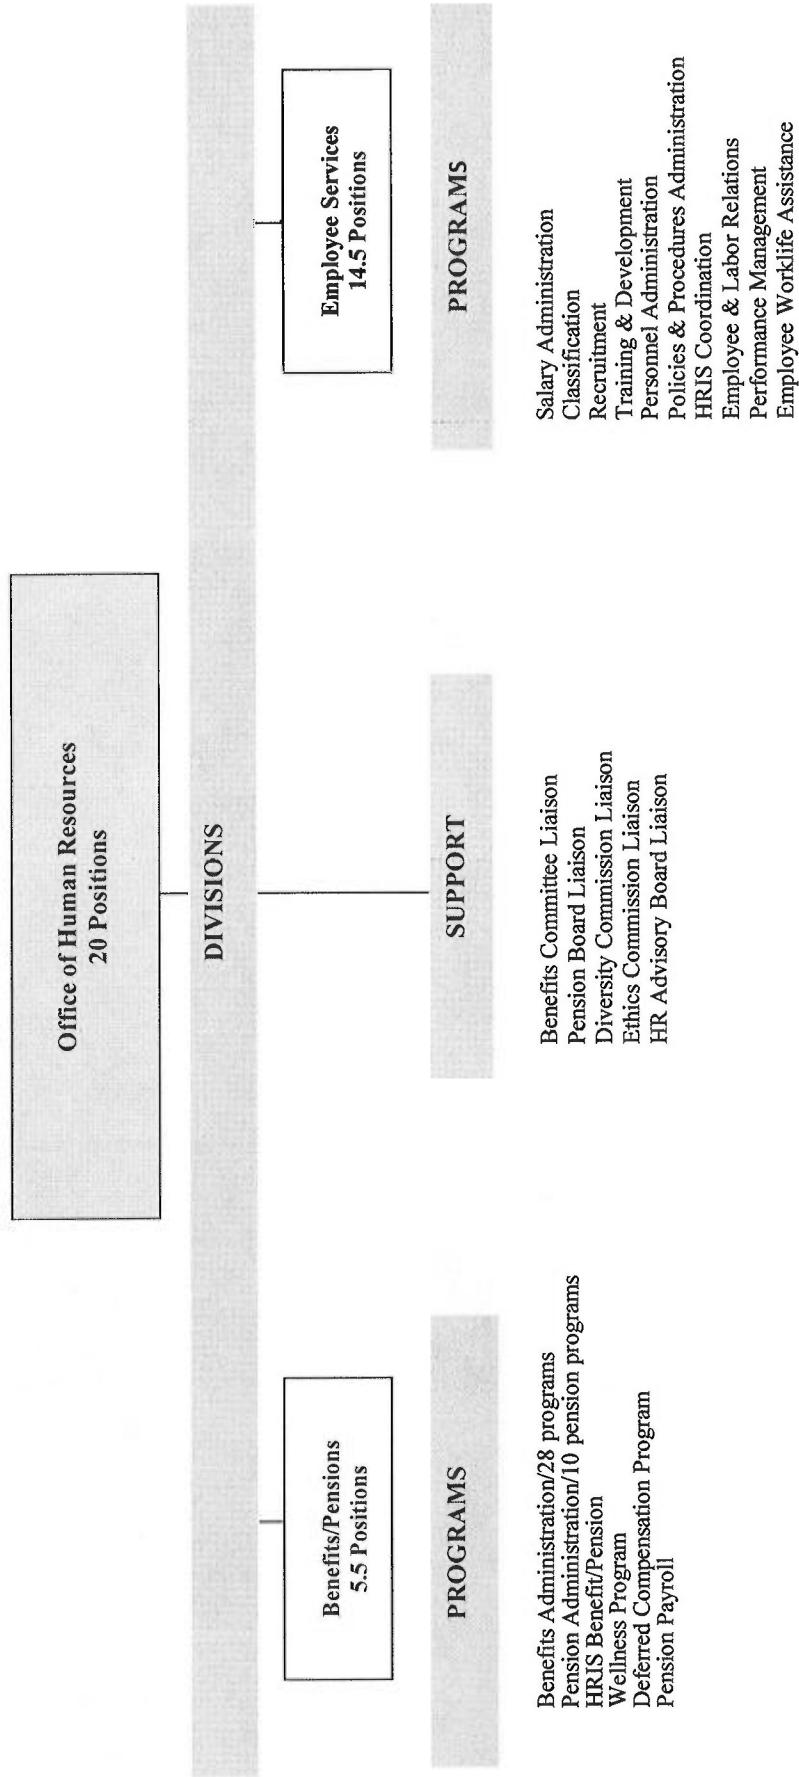 Office of Human Resources
20 Positions
DIVISIONS
Benefits/Pensions
5.5 Positions
PROGRAMS
Benefits Administration/28 programs
Pension Administration/10 pension programs
HRIS Benefit/Pension
Wellness Program
Deferred Compensation Program
Pension Payroll
SUPPORT
Benefits Committee Liaison
Pension Board Liaison
Diversity Commission Liaison
Ethics Commission Liaison
HR Advisory Board Liaison
Employee Services
14.5 Positions
PROGRAMS
Salary Administration
Classification
Recruitment
Training & Development
Personnel Administration
Policies & Procedures Administration
HRIS Coordination
Employee & Labor Relations
Performance Management
Employee Worklife Assistance